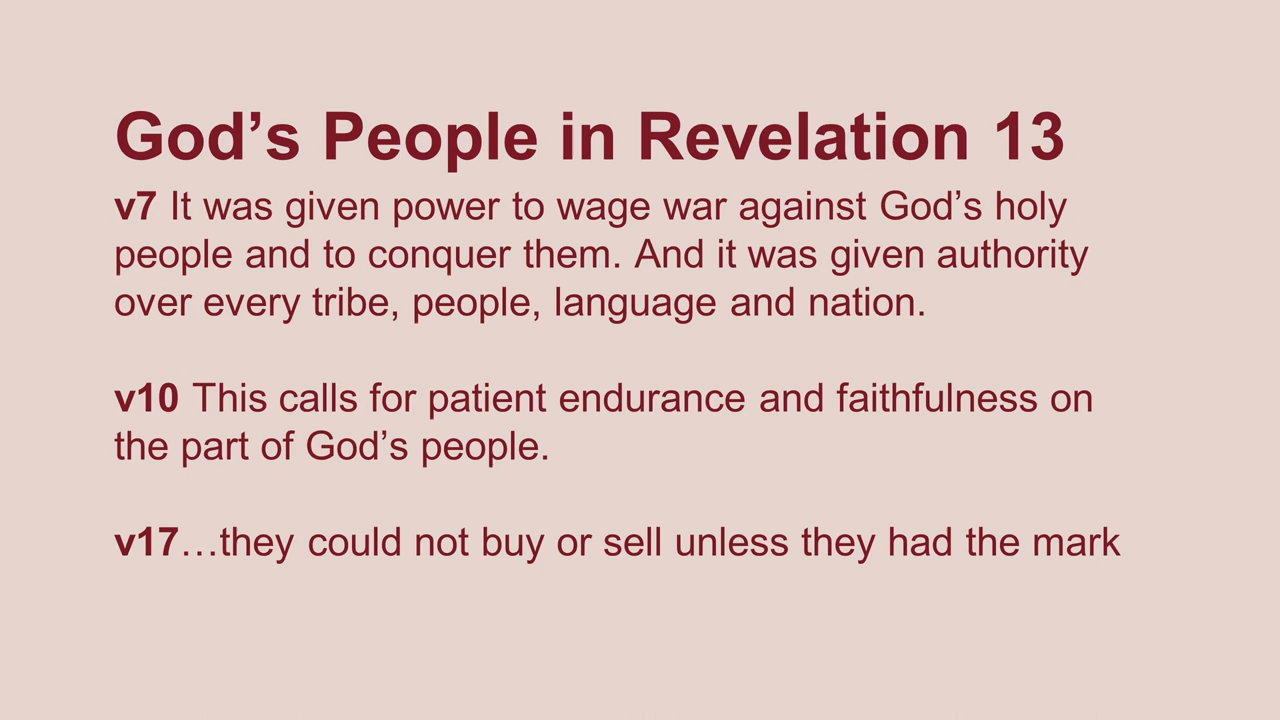 God’s People in Revelation 13
v7 It was given power to wage war against God’s holy
people and to conquer them. And it was given authority
over every tribe, people, language and nation.
v10 This calls for patient endurance and faithfulness on
the part of God’s people.
v17…they could not buy or sell unless they had the mark